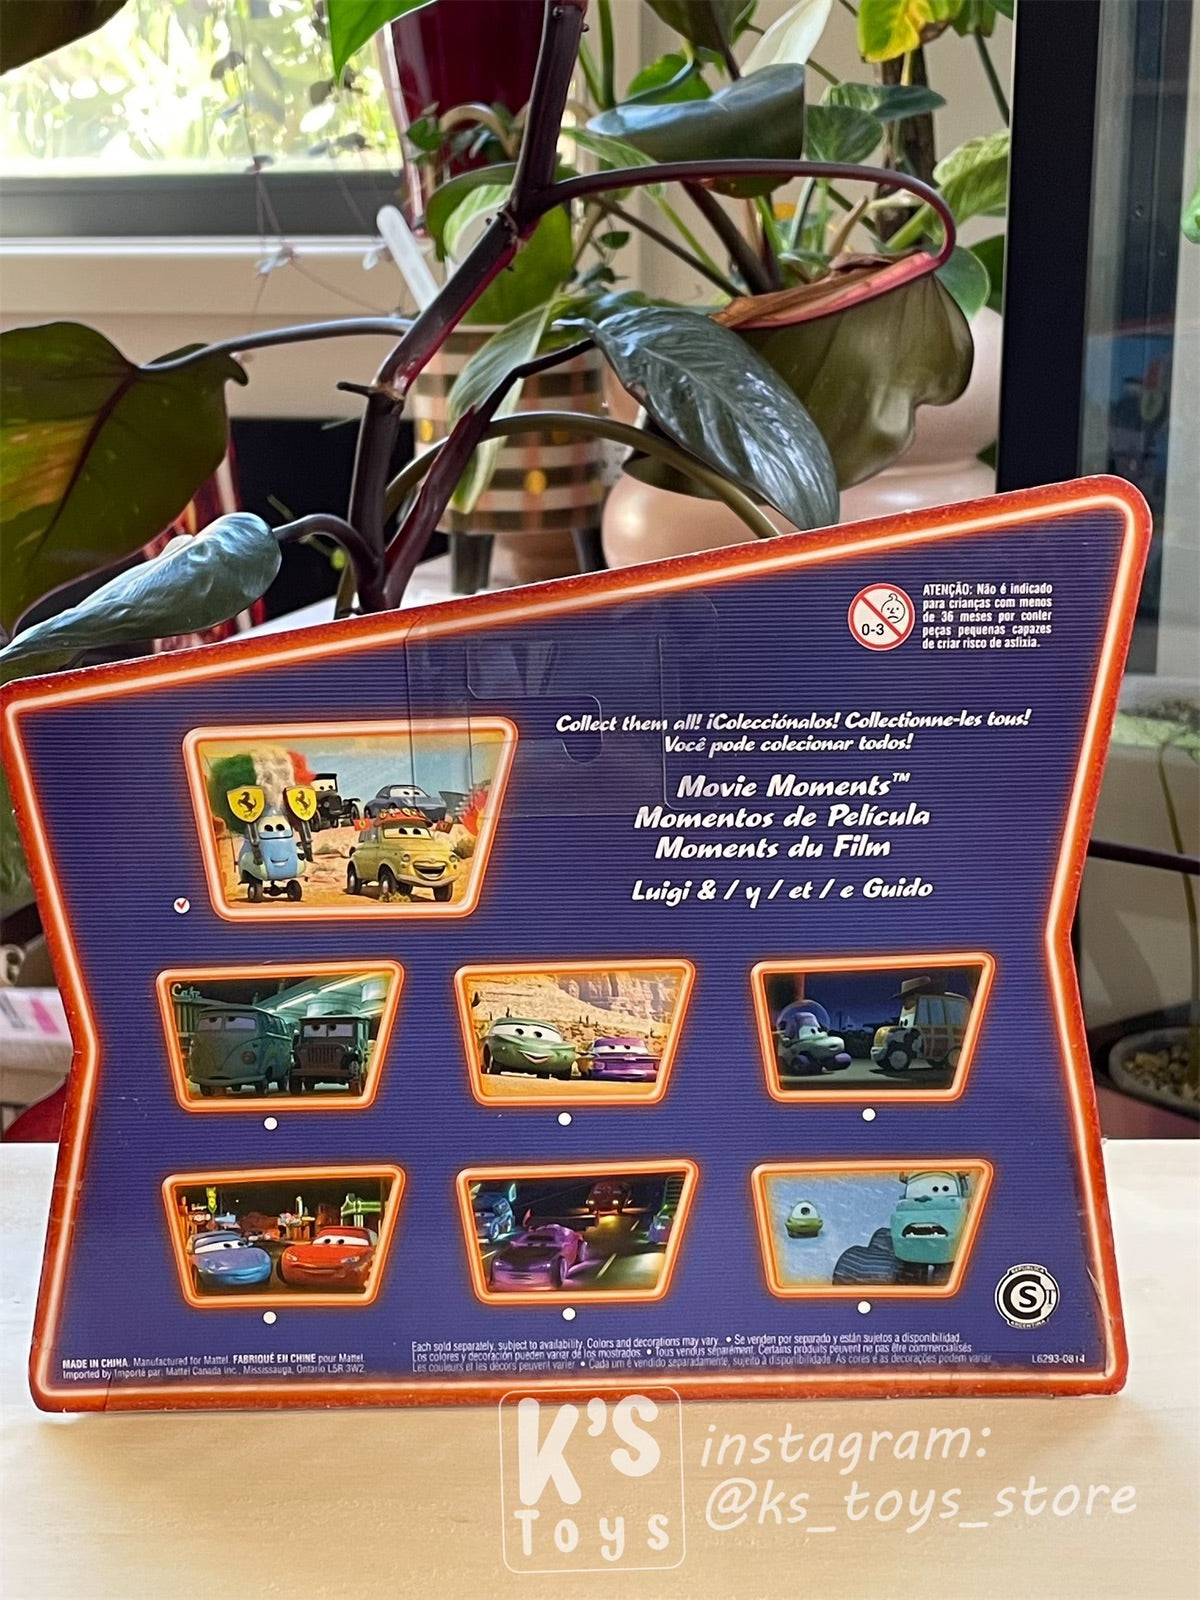 ATENÇÃO: Não é indicado
para crianças com menos
de 36 meses por conter
peças pequenas capazes
de criar risco de asfixia.
0-3
Collect them all! ¡Colecciónalos! Collectionne-les tous!
Você pode colecionar todos!
Movie Moments™
Momentos de Película
Moments du Film
Luigi & / y / et / e Guido
Cafe
REPUBLICA
CSI
ARGENTINA
Each sold separately, subject to availability. Colors and decorations may vary. • Se venden por separado y están sujetos a disponibilidad.
Los colores y decoración pueden variar de los mostrados. • Tous vendus séparément. Certains produits peuvent ne pas être commercialisés
Les couleurs et les décors peuvent varier • Cada um é vendido separadamente, sujeito à disponibilidade. As cores e as decorações podem variar.
MADE IN CHINA. Manufactured for Mattel. FABRIQUÉ EN CHINE pour Mattel.
Imported by / Importé par: Mattel Canada Inc., Mississauga, Ontario L5R 3W2.
L6293-0814
K'S
Toys
instagram:
@ks_toys_store